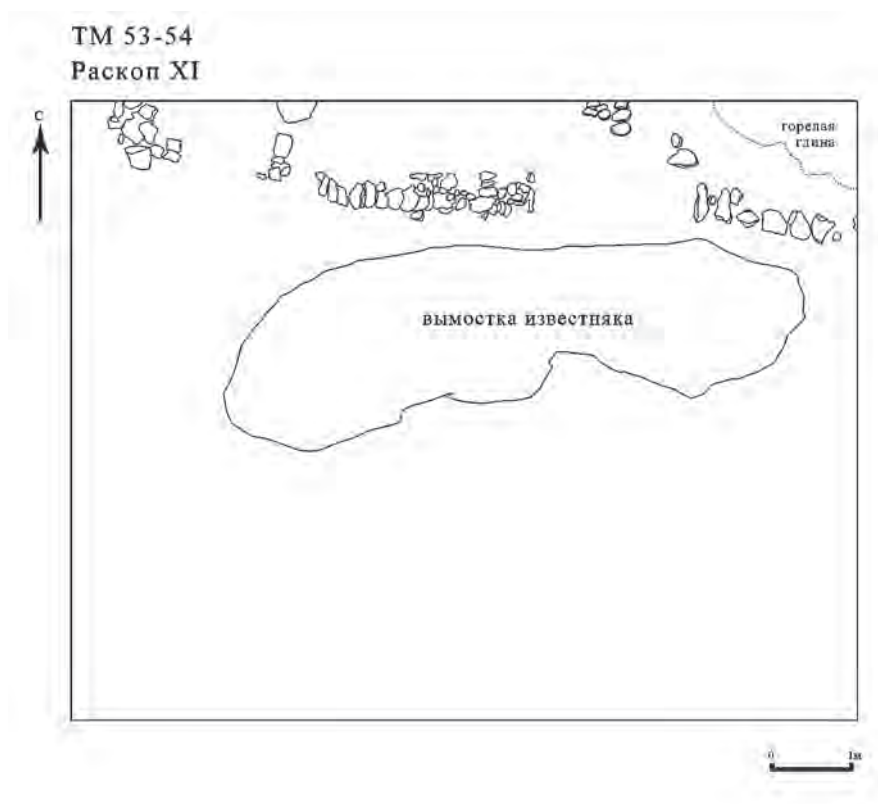 ТМ 53-54
Раскоп XI
С
горелая
глина
вымостка известняка
0 1м